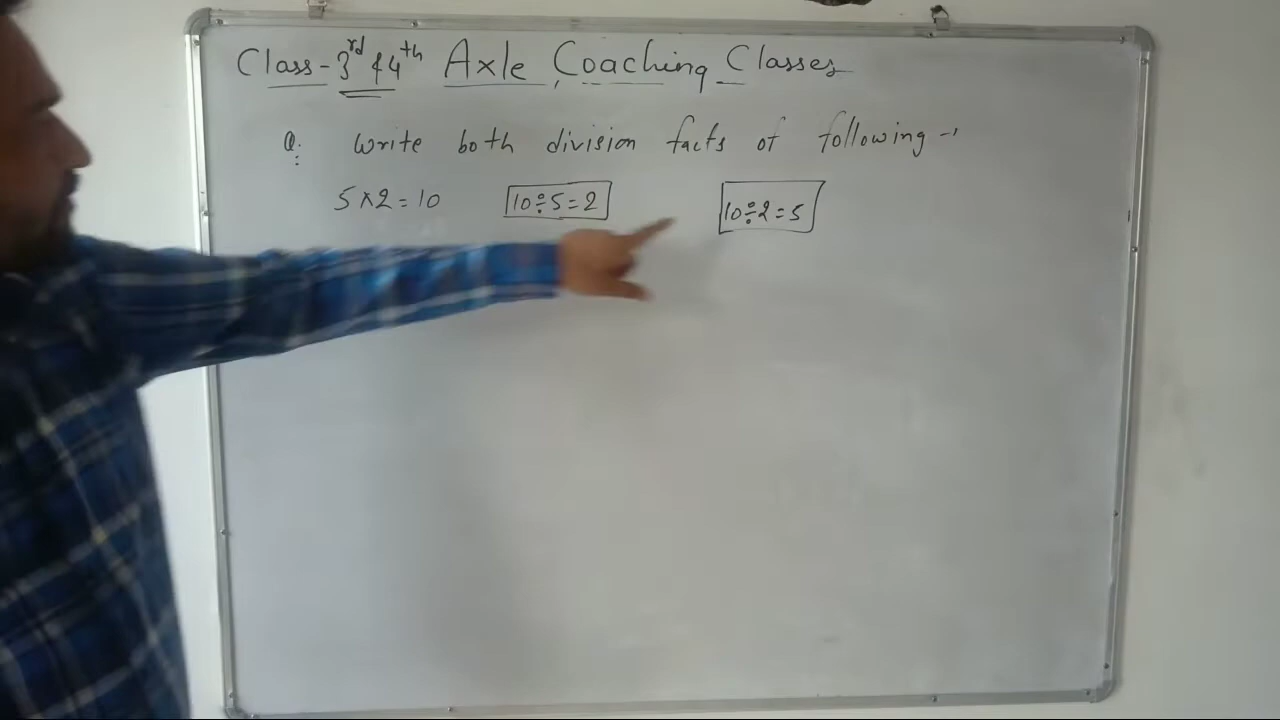 Class-3rd & 4th Axle Coaching Classes
Q. Write both division facts of following -
5×2=10 10÷5=2 10÷2=5